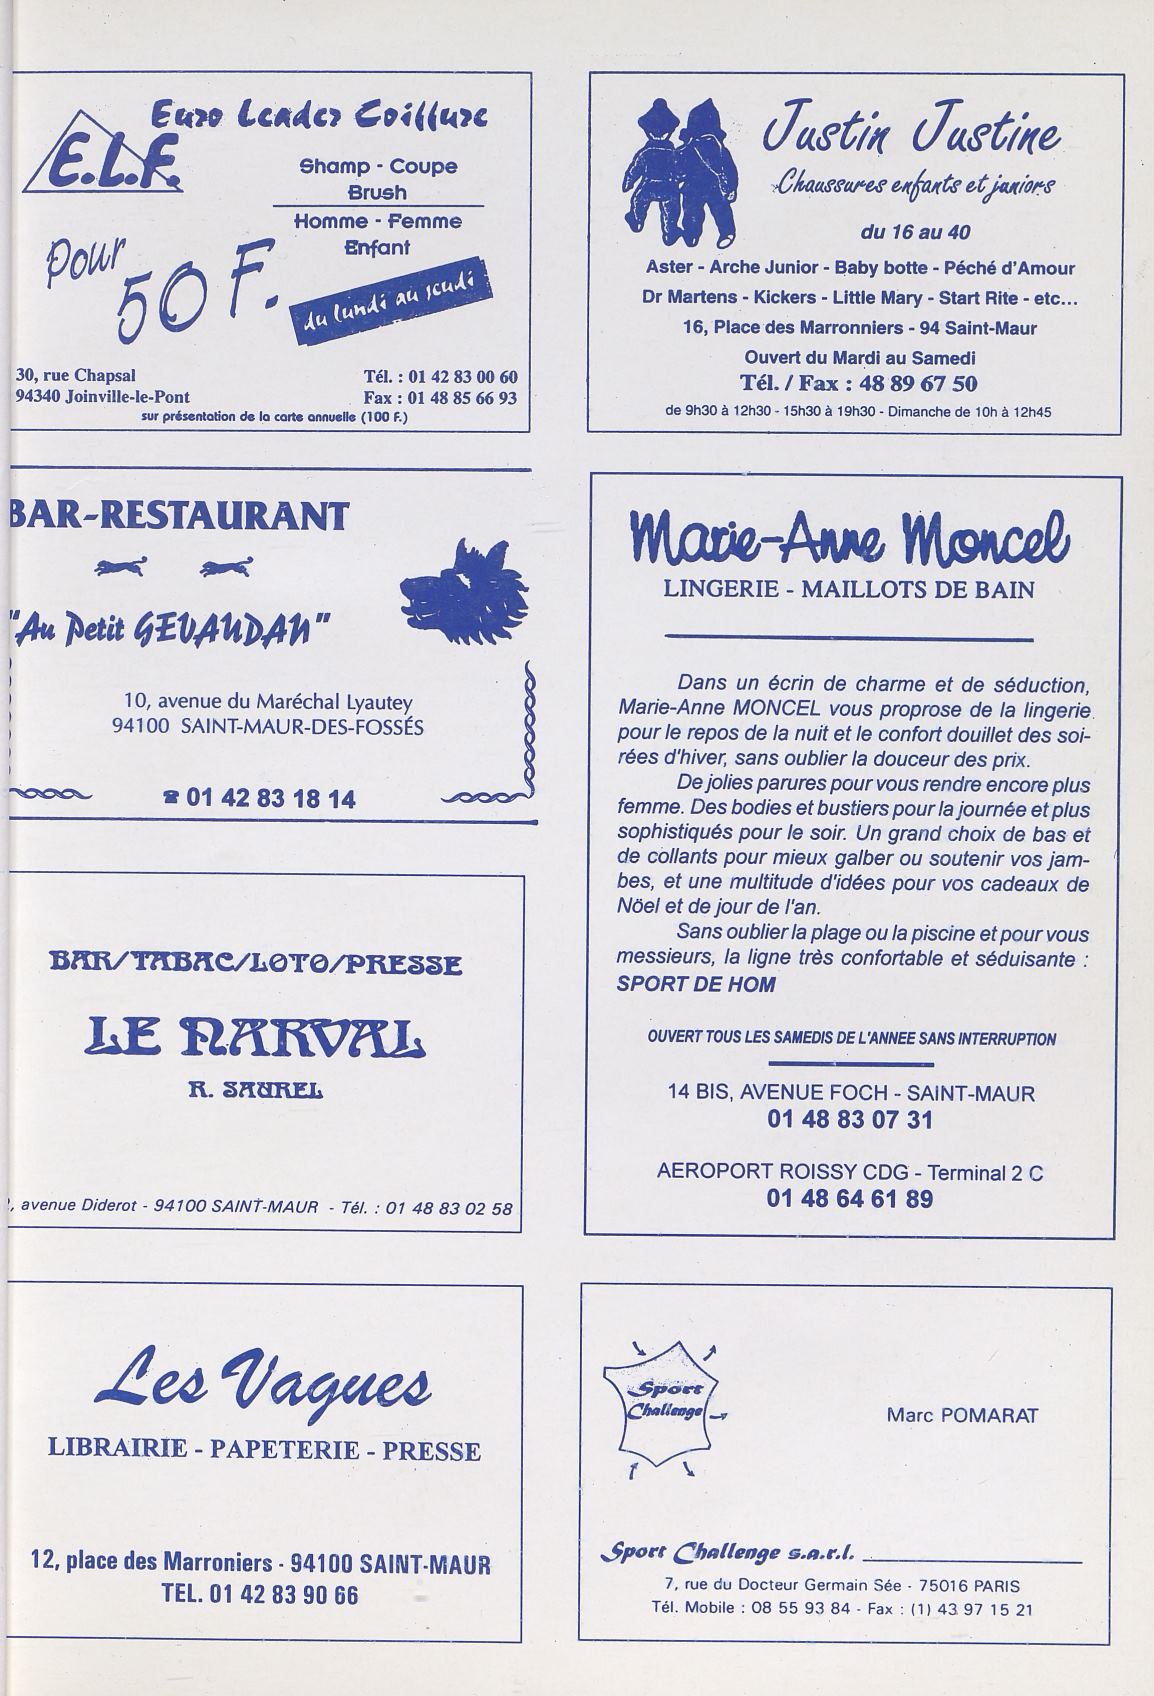 Euro Leader Coiffure
E.L.F.
Shamp - Coupe
Brush
Homme - Femme
Enfant
pour
50 F.
du lundi au jeudi
30, rue Chapsal
94340 Joinville-le-Pont
Tél. : 01 42 83 00 60
Fax : 01 48 85 66 93
sur présentation de la carte annuelle (100 F.)
BAR-RESTAURANT
"Au Petit GEVAUDAN"
10, avenue du Maréchal Lyautey
94100 SAINT-MAUR-DES-FOSSÉS
☎ 01 42 83 18 14
BAR/TABAC/LOTO/PRESSE
LE NARVAL
R. SAUREL
, avenue Diderot - 94100 SAINT-MAUR - Tél. : 01 48 83 02 58
Les Vagues
LIBRAIRIE - PAPETERIE - PRESSE
12, place des Marroniers - 94100 SAINT-MAUR
TEL. 01 42 83 90 66
Justin Justine
Chaussures enfants et juniors
du 16 au 40
Aster - Arche Junior - Baby botte - Péché d'Amour
Dr Martens - Kickers - Little Mary - Start Rite - etc...
16, Place des Marronniers - 94 Saint-Maur
Ouvert du Mardi au Samedi
Tél. / Fax : 48 89 67 50
de 9h30 à 12h30 - 15h30 à 19h30 - Dimanche de 10h à 12h45
Marie-Anne Moncel
LINGERIE - MAILLOTS DE BAIN
Dans un écrin de charme et de séduction,
Marie-Anne MONCEL vous proprose de la lingerie
pour le repos de la nuit et le confort douillet des soi-
rées d'hiver, sans oublier la douceur des prix.
De jolies parures pour vous rendre encore plus
femme. Des bodies et bustiers pour la journée et plus
sophistiqués pour le soir. Un grand choix de bas et
de collants pour mieux galber ou soutenir vos jam-
bes, et une multitude d'idées pour vos cadeaux de
Nöel et de jour de l'an.
Sans oublier la plage ou la piscine et pour vous
messieurs, la ligne très confortable et séduisante :
SPORT DE HOM
OUVERT TOUS LES SAMEDIS DE L'ANNEE SANS INTERRUPTION
14 BIS, AVENUE FOCH - SAINT-MAUR
01 48 83 07 31
AEROPORT ROISSY CDG - Terminal 2 C
01 48 64 61 89
Sport
Challenge
Marc POMARAT
Sport Challenge s.a.r.l.
7, rue du Docteur Germain Sée - 75016 PARIS
Tél. Mobile : 08 55 93 84 - Fax : (1) 43 97 15 21